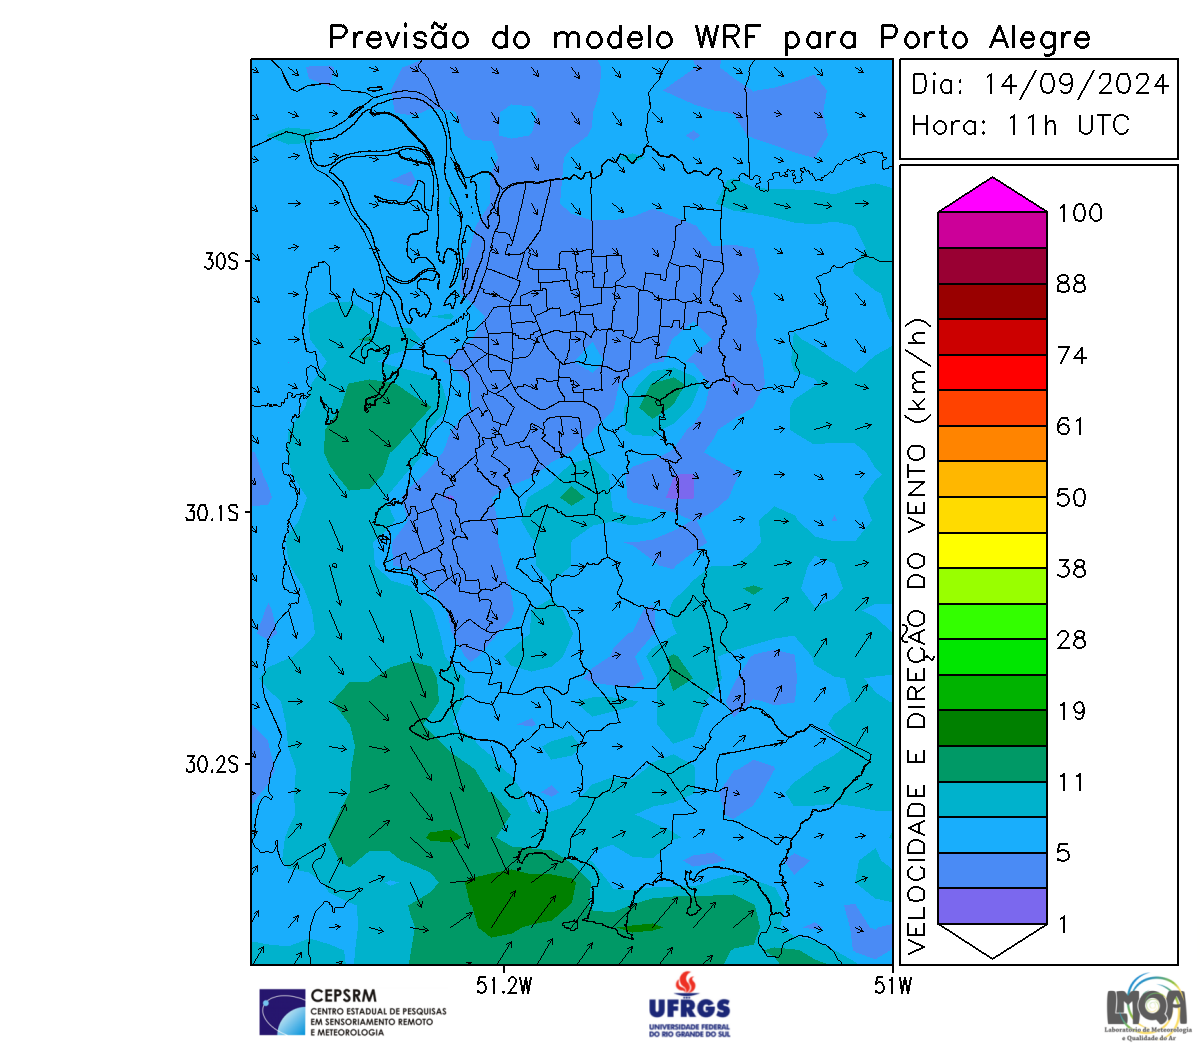 Previsão do modelo WRF para Porto Alegre
Dia: 14/09/2024
Hora: 11h UTC
30S
30.1S
30.2S
51.2W
51W
VELOCIDADE E DIREÇÃO DO VENTO (km/h)
100
88
74
61
50
38
28
19
11
5
1
CEPSRM
CENTRO ESTADUAL DE PESQUISAS
EM SENSORIAMENTO REMOTO
E METEOROLOGIA
UFRGS
UNIVERSIDADE FEDERAL
DO RIO GRANDE DO SUL
LMQA
Laboratório de Meteorologia
e Qualidade do Ar